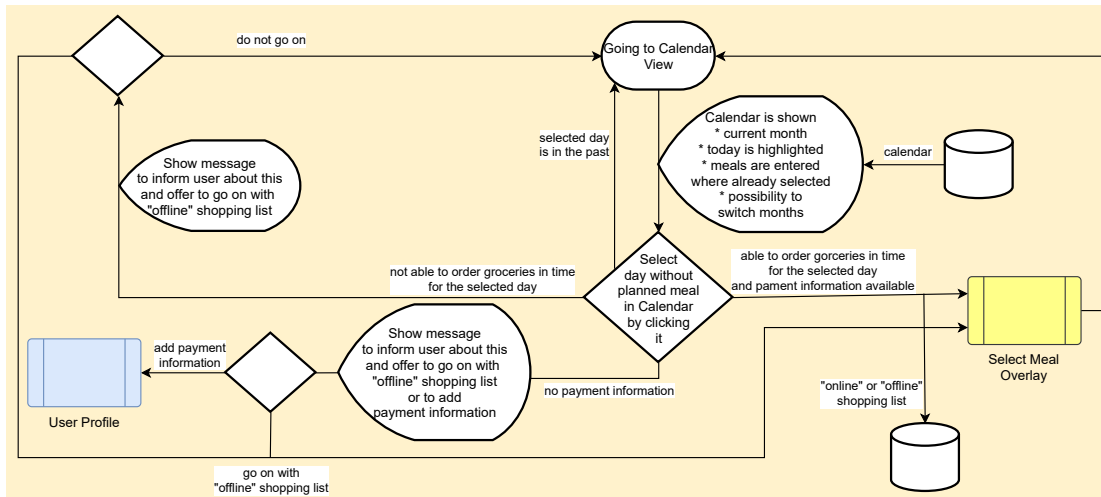 do not go on
Going to Calendar
View
selected day
is in the past
Calendar is shown
* current month
* today is highlighted
* meals are entered
where already selected
* possibility to
switch months
calendar
Show message
to inform user about this
and offer to go on with
"offline" shopping list
not able to order groceries in time
for the selected day
Select
day without
planned meal
in Calendar
by clicking
it
able to order gorceries in time
for the selected day
and pament information available
Select Meal
Overlay
Show message
to inform user about this
and offer to go on with
"offline" shopping list
or to add
payment information
add payment
information
User Profile
no payment information
"online" or "offline"
shopping list
go on with
"offline" shopping list